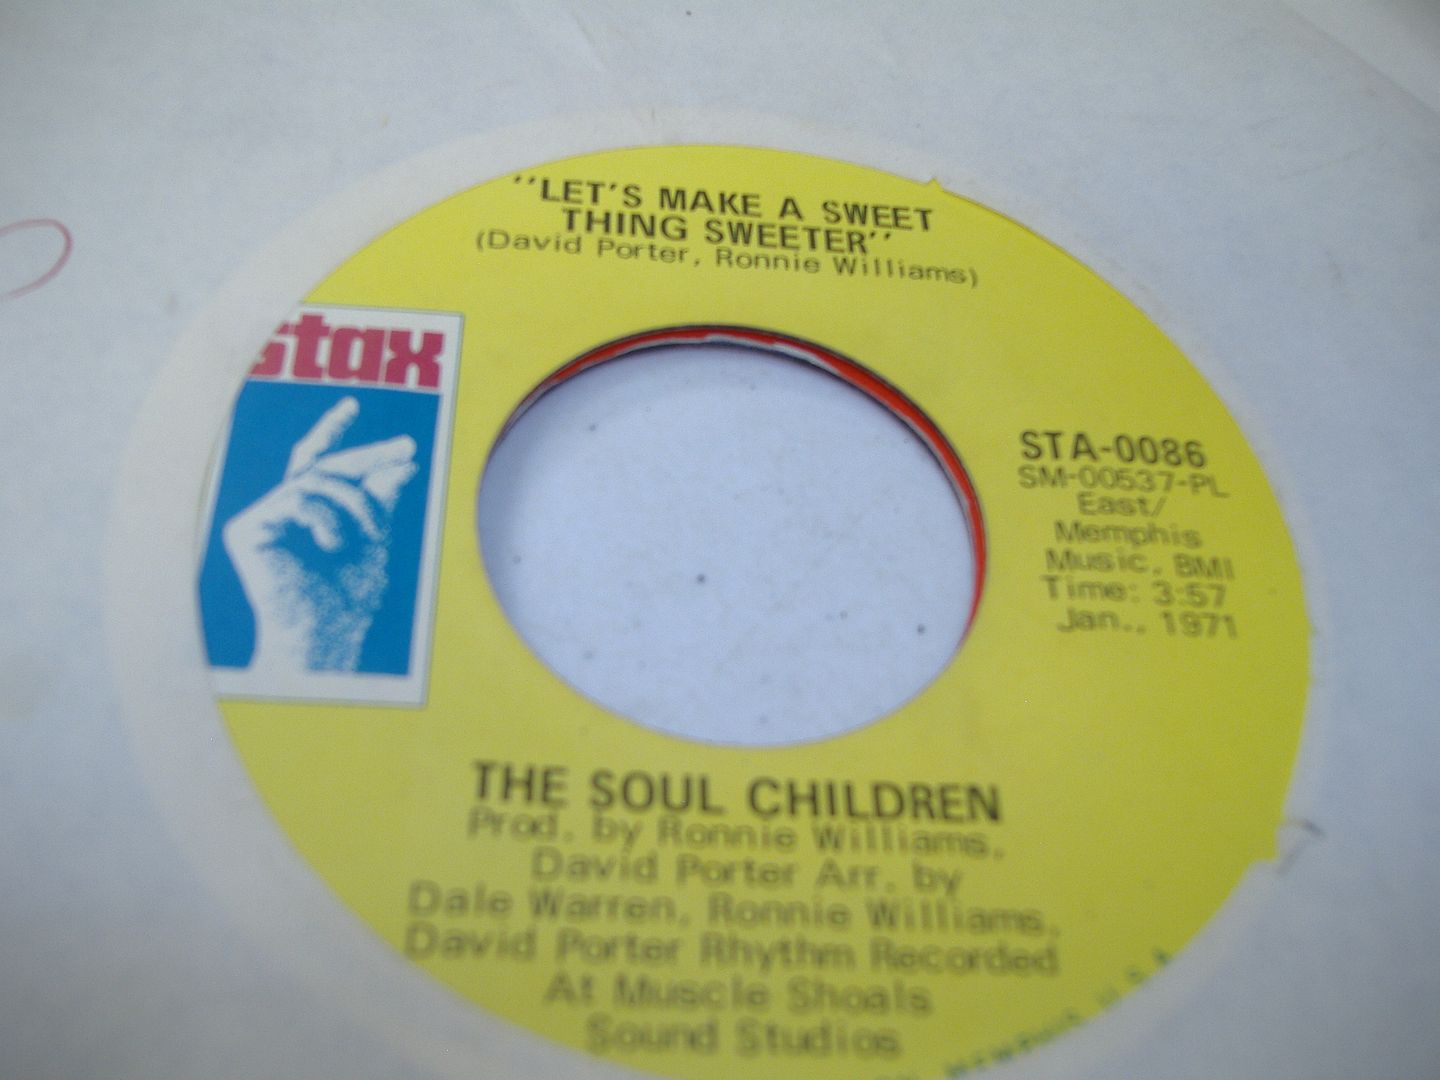 "LET'S MAKE A SWEET
THING SWEETER"
(David Porter, Ronnie Williams)
stax
STA-0086
SM-00537-PL
East/
Memphis
Music, BMI
Time: 3:57
Jan., 1971
THE SOUL CHILDREN
Prod. by Ronnie Williams,
David Porter Arr. by
Dale Warren, Ronnie Williams,
David Porter Rhythm Recorded
At Muscle Shoals
Sound Studios
MEMPHIS U.S.A.